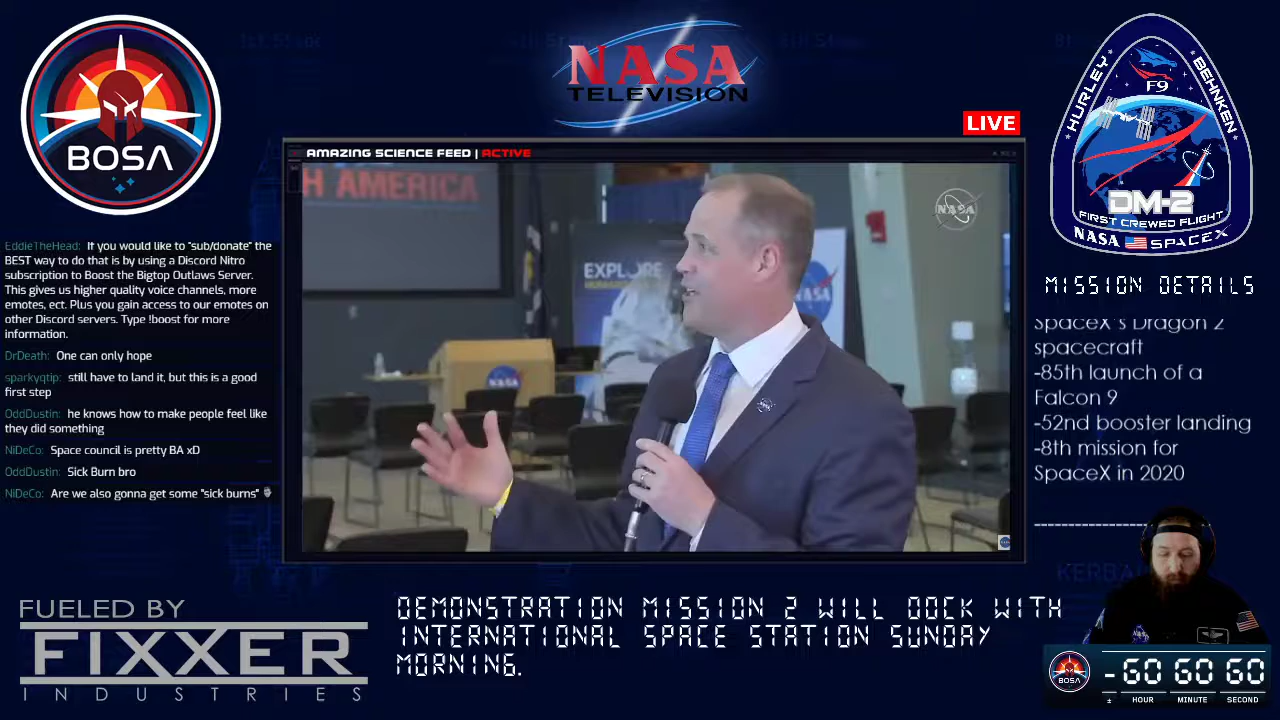 BOSA
NASA
TELEVISION
LIVE
HURLEY
BEHNKEN
F9
DM-2
FIRST CREWED FLIGHT
NASA SPACEX
AMAZING SCIENCE FEED | ACTIVE
H AMERICA
NASA
EXPLORE
NASA
NASA
EddieTheHead: If you would like to "sub/donate" the
BEST way to do that is by using a Discord Nitro
subscription to Boost the Bigtop Outlaws Server.
This gives us higher quality voice channels, more
emotes, ect. Plus you gain access to our emotes on
other Discord servers. Type !boost for more
information.
DrDeath: One can only hope
sparkyqtip: still have to land it, but this is a good
first step
OddDustin: he knows how to make people feel like
they did something
NiDeCo: Space council is pretty BA xD
OddDustin: Sick Burn bro
NiDeCo: Are we also gonna get some "sick burns"
MISSION DETAILS
SpaceX's Dragon 2
spacecraft
-85th launch of a
Falcon 9
-52nd booster landing
-8th mission for
SpaceX in 2020
------------------
FUELED BY
FIXXER
INDUSTRIES
DEMONSTRATION MISSION 2 WILL DOCK WITH
INTERNATIONAL SPACE STATION SUNDAY
MORNING.
BOSA
- 60 60 60
± HOUR MINUTE SECOND